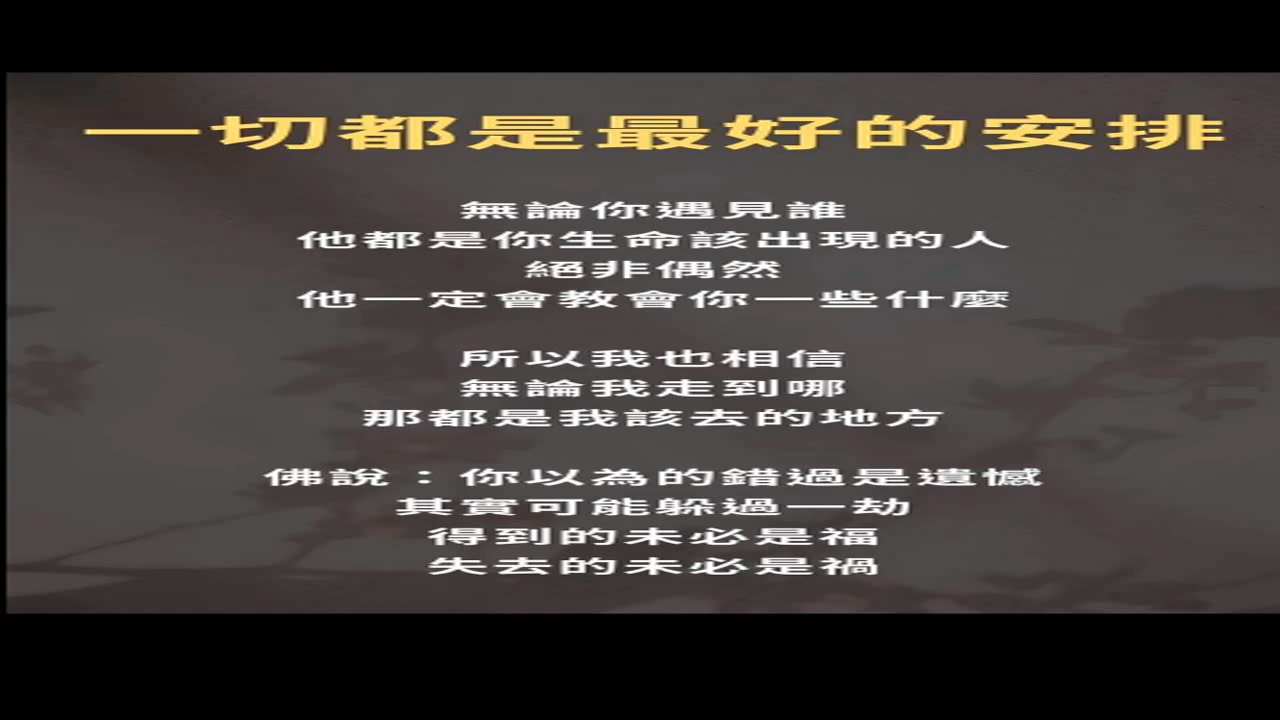 一切都是最好的安排
無論你遇見誰
他都是你生命該出現的人
絕非偶然
他一定會教會你一些什麼
所以我也相信
無論我走到哪
那都是我該去的地方
佛說：你以為的錯過是遺憾
其實可能躲過一劫
得到的未必是福
失去的未必是禍